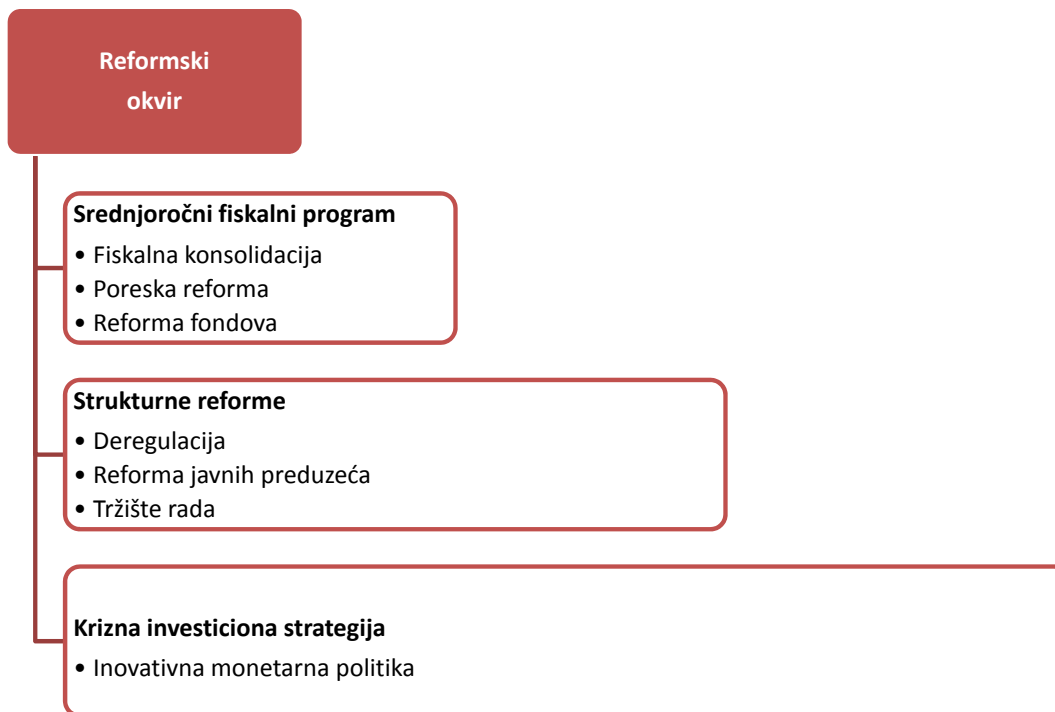 Reformski
okvir
Srednjoročni fiskalni program
• Fiskalna konsolidacija
• Poreska reforma
• Reforma fondova
Strukturne reforme
• Deregulacija
• Reforma javnih preduzeća
• Tržište rada
Krizna investiciona strategija
• Inovativna monetarna politika